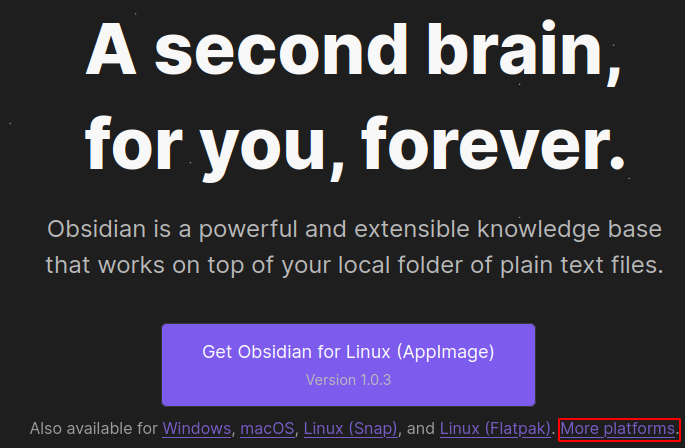 A second brain,
for you, forever.
Obsidian is a powerful and extensible knowledge base
that works on top of your local folder of plain text files.
Get Obsidian for Linux (AppImage)
Version 1.0.3
Also available for Windows, macOS, Linux (Snap), and Linux (Flatpak). More platforms.